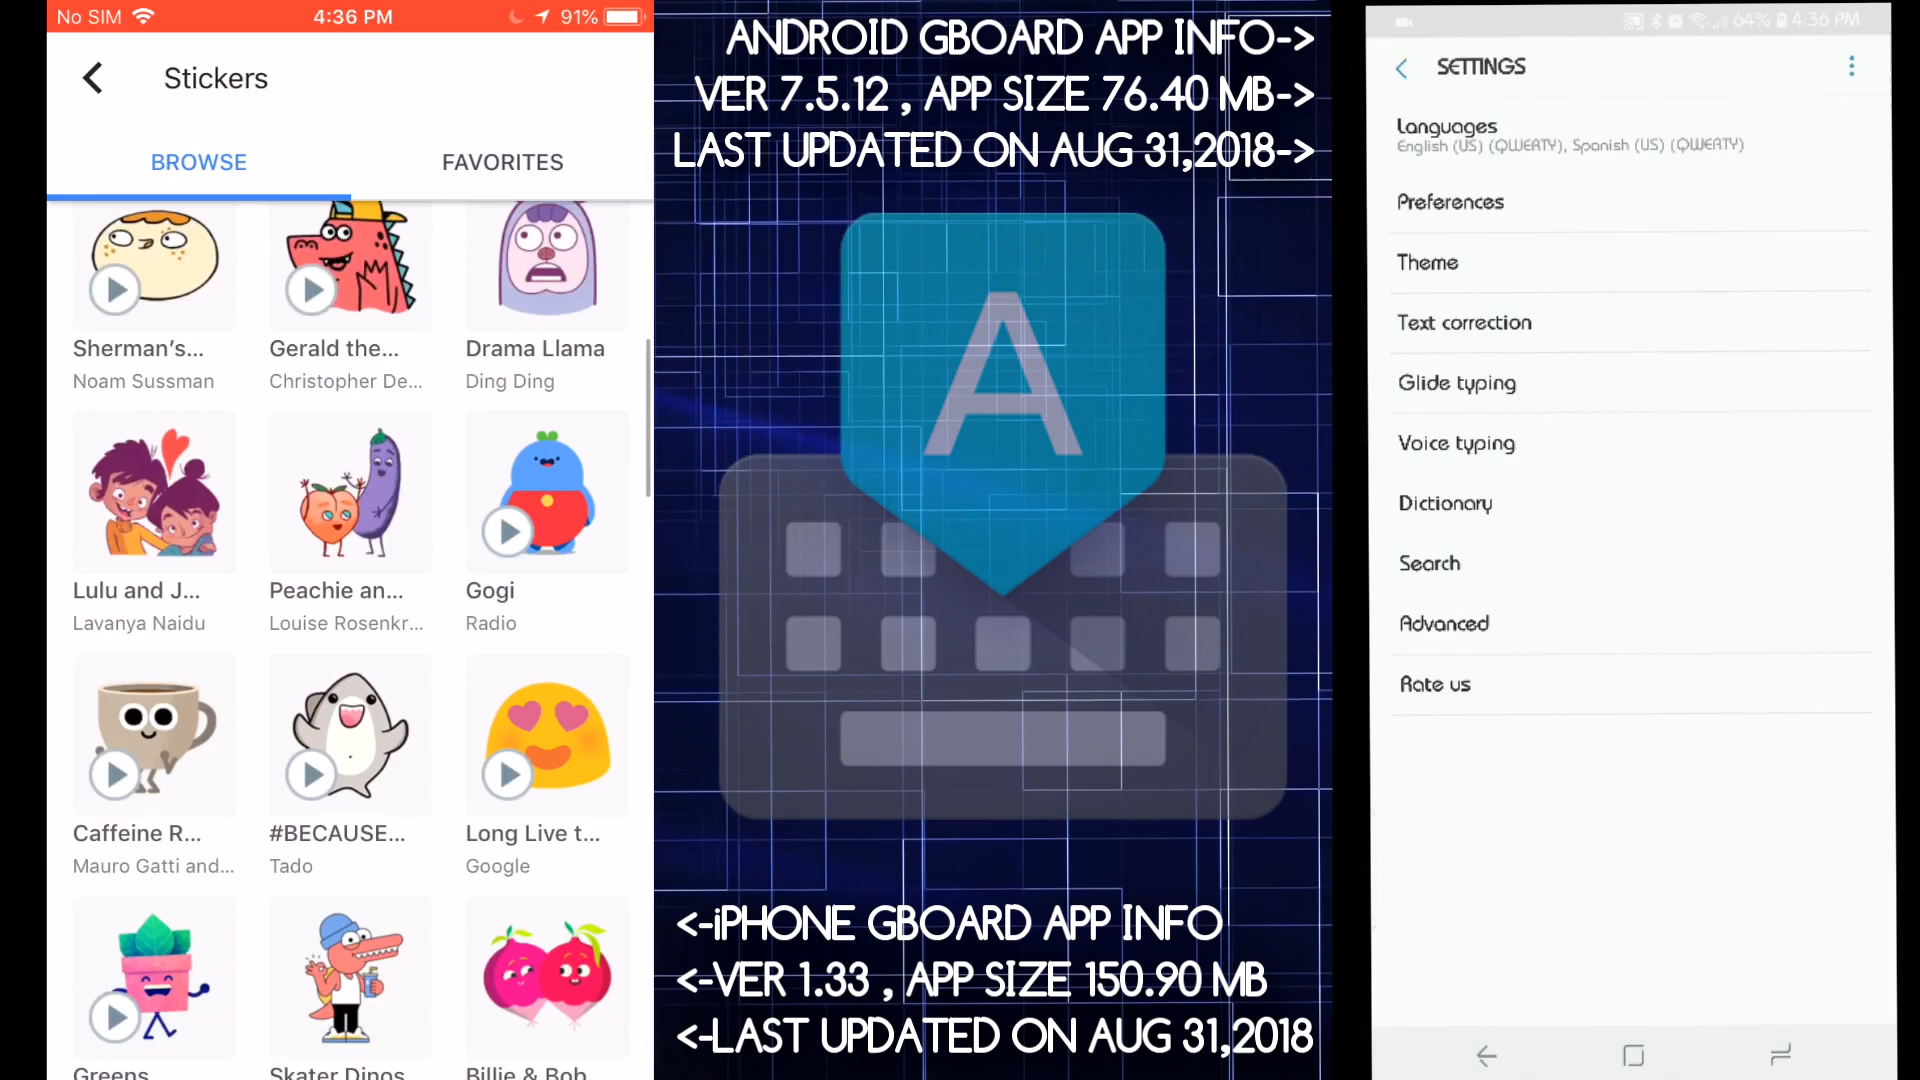 No SIM 4:36 PM 91%
Stickers
BROWSE FAVORITES
Sherman's... Gerald the... Drama Llama
Noam Sussman Christopher De... Ding Ding
Lulu and J... Peachie an... Gogi
Lavanya Naidu Louise Rosenkr... Radio
Caffeine R... #BECAUSE... Long Live t...
Mauro Gatti and... Tado Google
Greens Skater Dinos Billie & Bob
ANDROID GBOARD APP INFO->
VER 7.5.12 , APP SIZE 76.40 MB->
LAST UPDATED ON AUG 31,2018->
A
<-iPHONE GBOARD APP INFO
<-VER 1.33 , APP SIZE 150.90 MB
<-LAST UPDATED ON AUG 31,2018
64% 4:36 PM
SETTINGS
Languages
English (US) (QWERTY), Spanish (US) (QWERTY)
Preferences
Theme
Text correction
Glide typing
Voice typing
Dictionary
Search
Advanced
Rate us